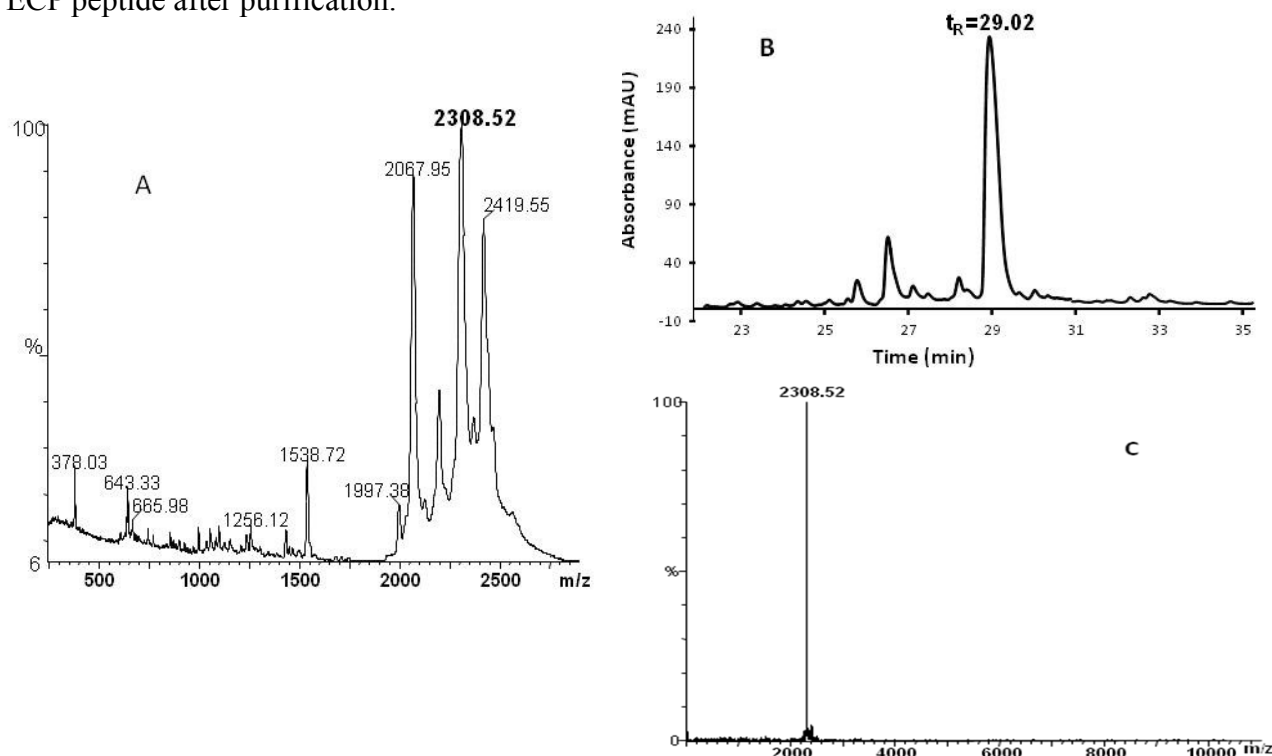 ECP peptide after purification.
A
100
%
6
2308.52
2067.95
2419.55
378.03
643.33
665.98
1256.12
1538.72
1997.38
500 1000 1500 2000 2500 m/z
B
tR=29.02
Absorbance (mAU)
240
190
140
90
40
-10
23 25 27 29 31 33 35
Time (min)
2308.52
100
C
%
0
2000 4000 6000 8000 10000 m/z